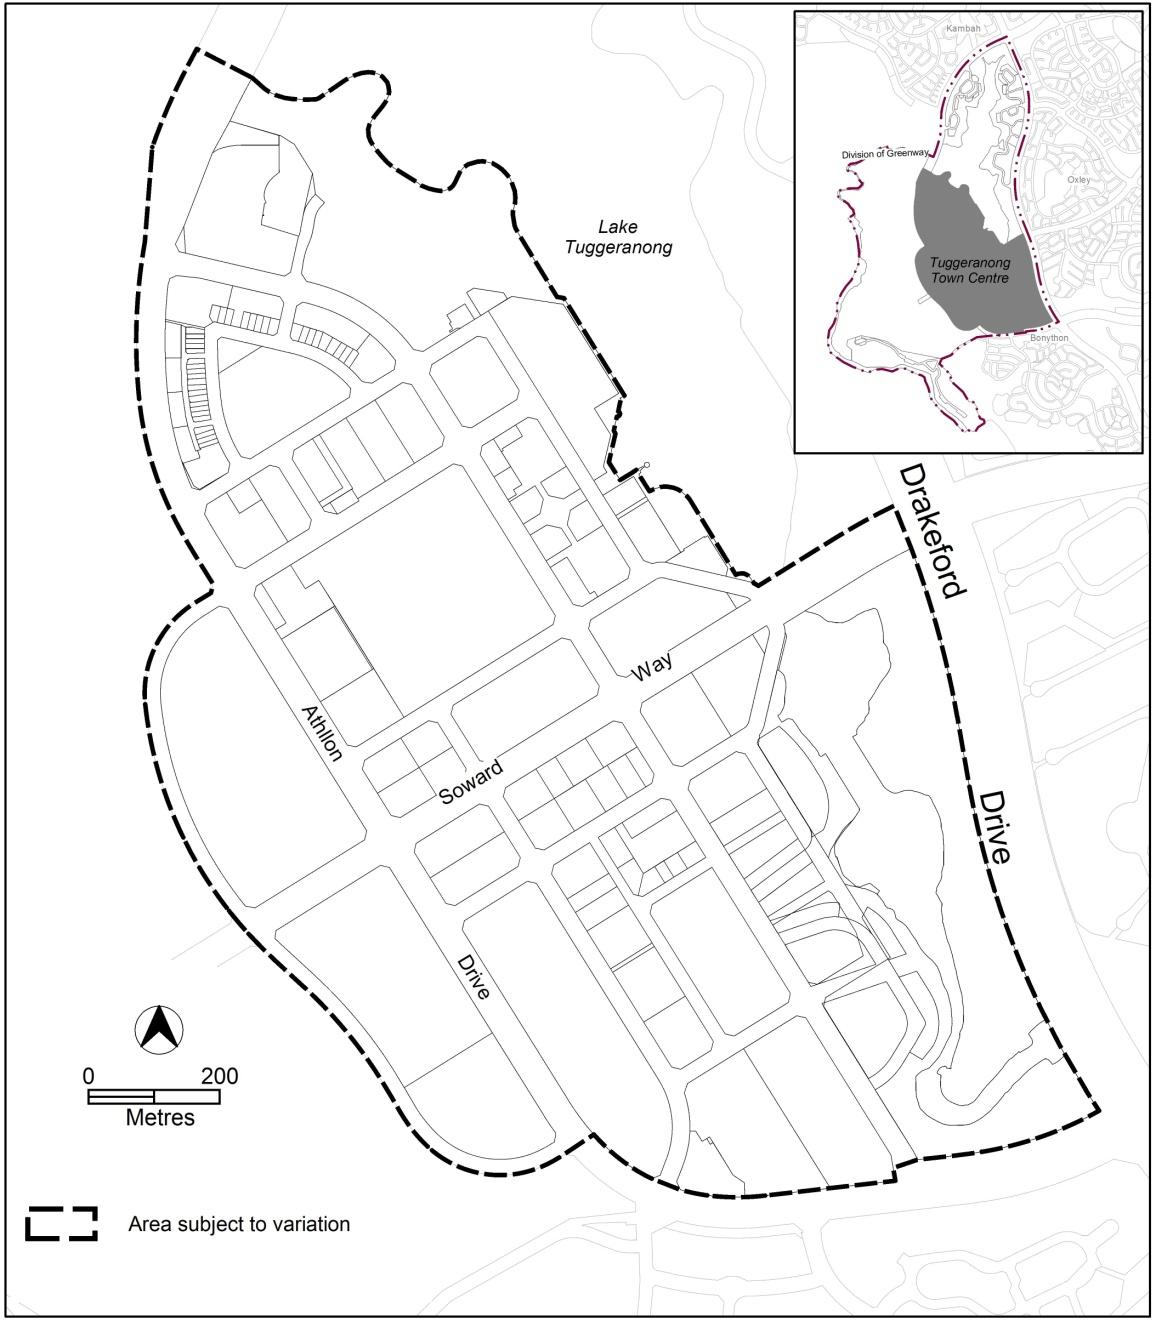 Kambah
Division of Greenway
Oxley
Tuggeranong
Town Centre
Bonython
Lake
Tuggeranong
Drakeford
Drive
Way
Soward
Athllon
Drive
0 200
Metres
Area subject to variation